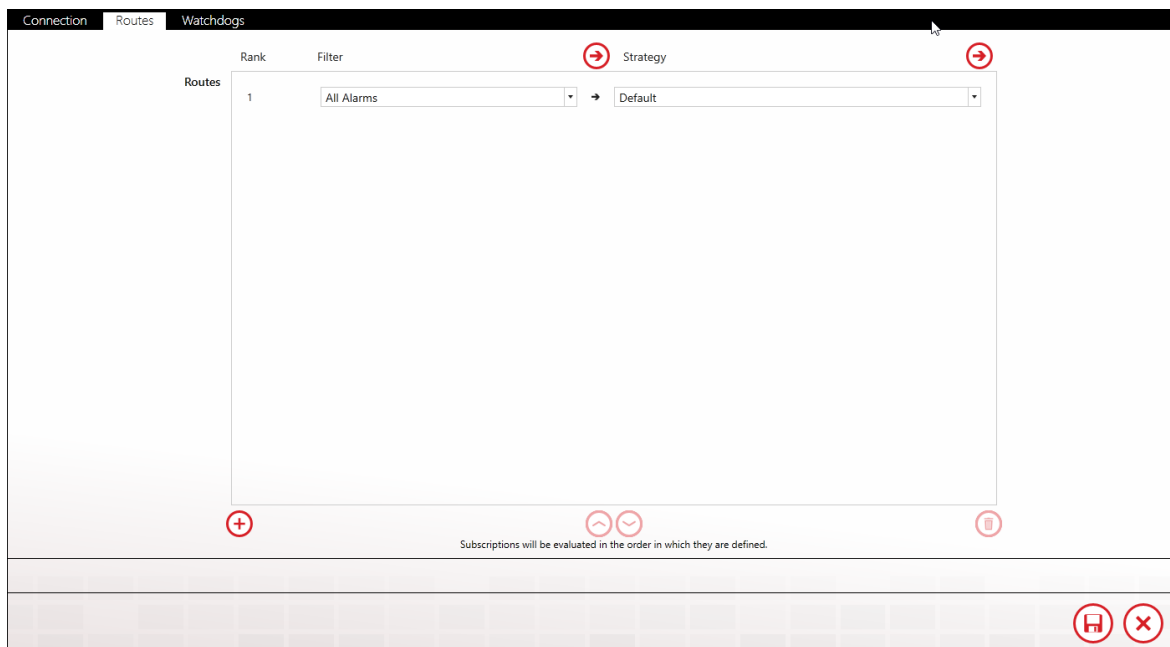 Connection Routes Watchdogs
Rank Filter Strategy
Routes
1 All Alarms Default
Subscriptions will be evaluated in the order in which they are defined.